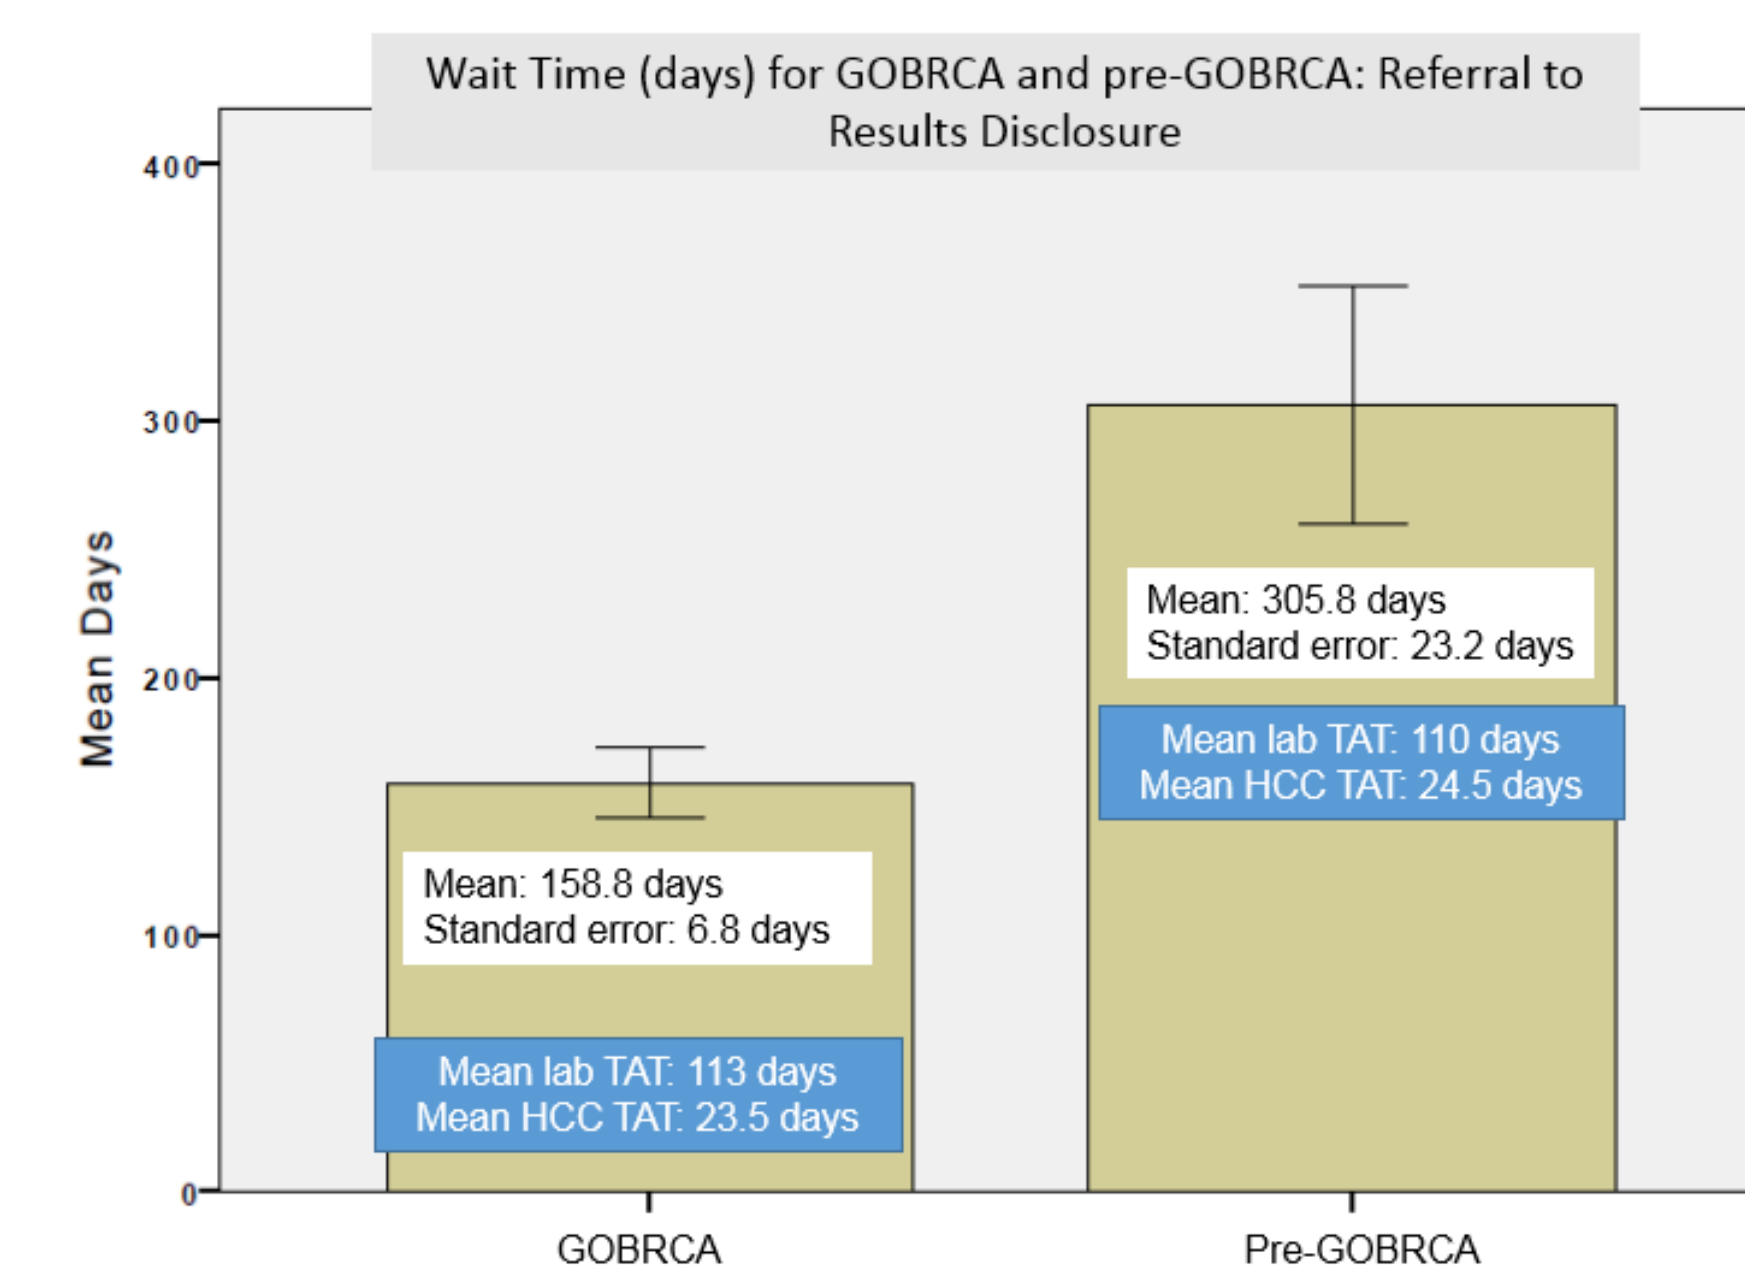 Wait Time (days) for GOBRCA and pre-GOBRCA: Referral to
Results Disclosure
400
300
200
100
0
Mean Days
Mean: 305.8 days
Standard error: 23.2 days
Mean lab TAT: 110 days
Mean HCC TAT: 24.5 days
Mean: 158.8 days
Standard error: 6.8 days
Mean lab TAT: 113 days
Mean HCC TAT: 23.5 days
GOBRCA
Pre-GOBRCA